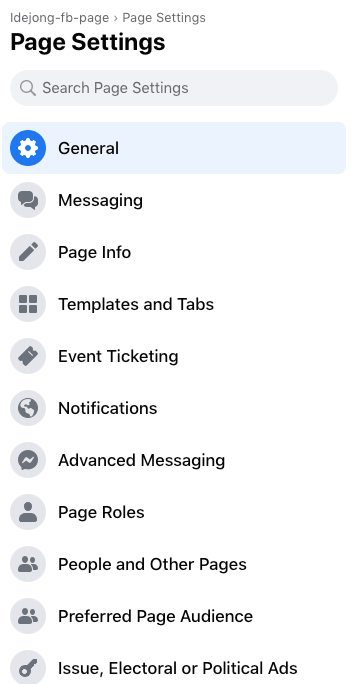 ldejong-fb-page › Page Settings
Page Settings
Search Page Settings
General
Messaging
Page Info
Templates and Tabs
Event Ticketing
Notifications
Advanced Messaging
Page Roles
People and Other Pages
Preferred Page Audience
Issue, Electoral or Political Ads